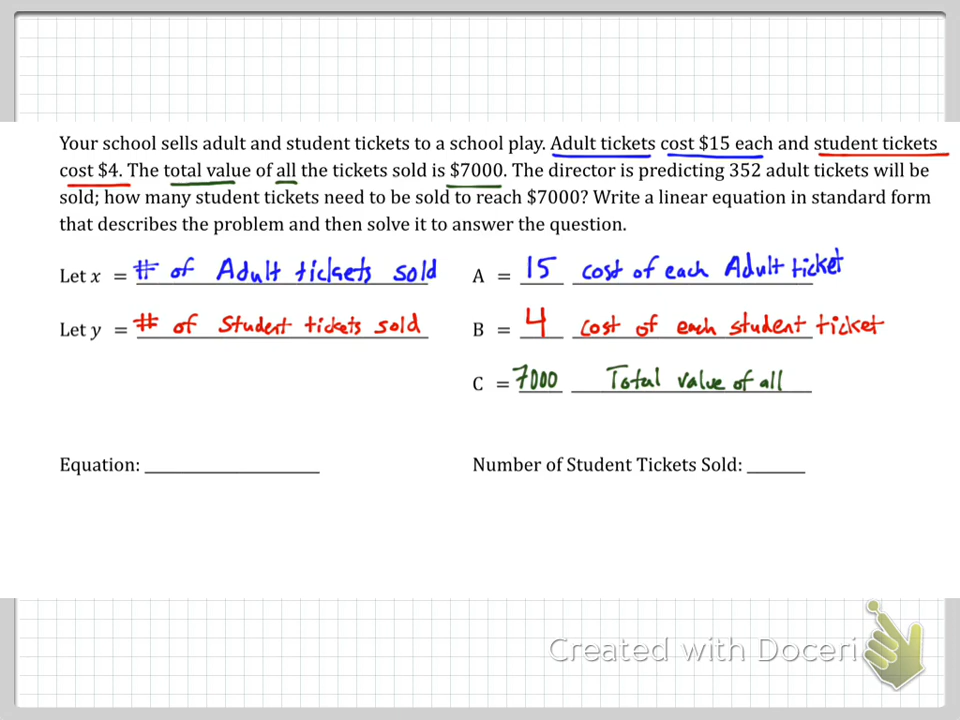 Your school sells adult and student tickets to a school play. Adult tickets cost $15 each and student tickets
cost $4. The total value of all the tickets sold is $7000. The director is predicting 352 adult tickets will be
sold; how many student tickets need to be sold to reach $7000? Write a linear equation in standard form
that describes the problem and then solve it to answer the question.
Let x = # of Adult tickets sold
A = 15 cost of each Adult ticket
Let y = # of Student tickets sold
B = 4 cost of each student ticket
C = 7000 Total value of all
Equation: ____________
Number of Student Tickets Sold: ______
Created with Doceri